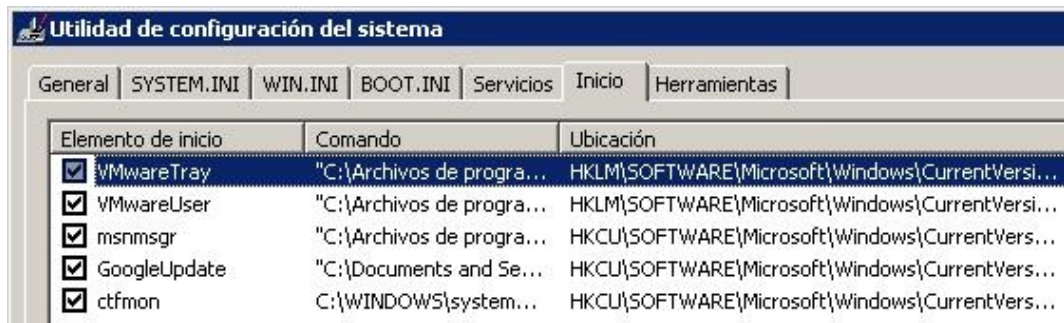 Utilidad de configuración del sistema
General SYSTEM.INI WIN.INI BOOT.INI Servicios Inicio Herramientas
Elemento de inicio Comando Ubicación
VMwareTray "C:\Archivos de progra... HKLM\SOFTWARE\Microsoft\Windows\CurrentVersi...
VMwareUser "C:\Archivos de progra... HKLM\SOFTWARE\Microsoft\Windows\CurrentVersi...
msnmsgr "C:\Archivos de progra... HKCU\SOFTWARE\Microsoft\Windows\CurrentVers...
GoogleUpdate "C:\Documents and Se... HKCU\SOFTWARE\Microsoft\Windows\CurrentVers...
ctfmon C:\WINDOWS\system... HKCU\SOFTWARE\Microsoft\Windows\CurrentVers...